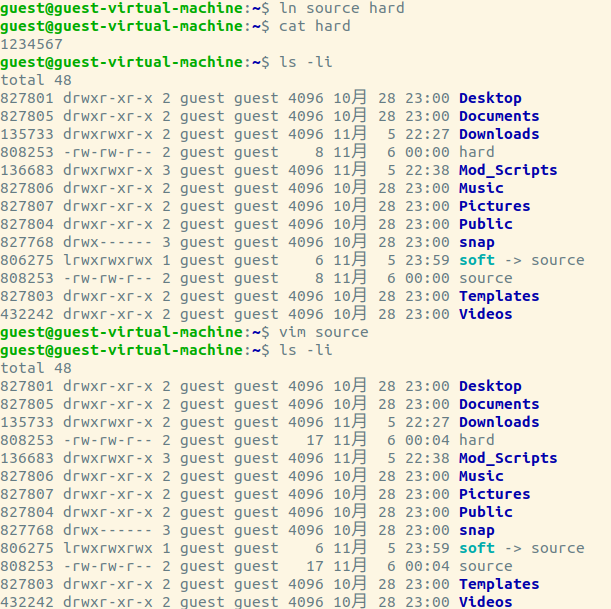 guest@guest-virtual-machine:~$ ln source hard
guest@guest-virtual-machine:~$ cat hard
1234567
guest@guest-virtual-machine:~$ ls -li
total 48
827801 drwxr-xr-x 2 guest guest 4096 10月 28 23:00 Desktop
827805 drwxr-xr-x 2 guest guest 4096 10月 28 23:00 Documents
135733 drwxrwxr-x 2 guest guest 4096 11月  5 22:27 Downloads
808253 -rw-rw-r-- 2 guest guest    8 11月  6 00:00 hard
136683 drwxrwxr-x 3 guest guest 4096 11月  5 22:38 Mod_Scripts
827806 drwxr-xr-x 2 guest guest 4096 10月 28 23:00 Music
827807 drwxr-xr-x 2 guest guest 4096 10月 28 23:00 Pictures
827804 drwxr-xr-x 2 guest guest 4096 10月 28 23:00 Public
827768 drwx------ 3 guest guest 4096 10月 28 23:00 snap
806275 lrwxrwxrwx 1 guest guest    6 11月  5 23:59 soft -> source
808253 -rw-rw-r-- 2 guest guest    8 11月  6 00:00 source
827803 drwxr-xr-x 2 guest guest 4096 10月 28 23:00 Templates
432242 drwxr-xr-x 2 guest guest 4096 10月 28 23:00 Videos
guest@guest-virtual-machine:~$ vim source
guest@guest-virtual-machine:~$ ls -li
total 48
827801 drwxr-xr-x 2 guest guest 4096 10月 28 23:00 Desktop
827805 drwxr-xr-x 2 guest guest 4096 10月 28 23:00 Documents
135733 drwxrwxr-x 2 guest guest 4096 11月  5 22:27 Downloads
808253 -rw-rw-r-- 2 guest guest   17 11月  6 00:04 hard
136683 drwxrwxr-x 3 guest guest 4096 11月  5 22:38 Mod_Scripts
827806 drwxr-xr-x 2 guest guest 4096 10月 28 23:00 Music
827807 drwxr-xr-x 2 guest guest 4096 10月 28 23:00 Pictures
827804 drwxr-xr-x 2 guest guest 4096 10月 28 23:00 Public
827768 drwx------ 3 guest guest 4096 10月 28 23:00 snap
806275 lrwxrwxrwx 1 guest guest    6 11月  5 23:59 soft -> source
808253 -rw-rw-r-- 2 guest guest   17 11月  6 00:04 source
827803 drwxr-xr-x 2 guest guest 4096 10月 28 23:00 Templates
432242 drwxr-xr-x 2 guest guest 4096 10月 28 23:00 Videos